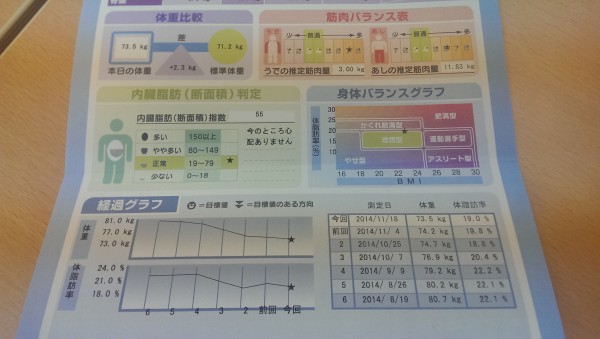 体重比較
差
73.5 kg
71.2 kg
+2.3 kg
本日の体重
標準体重
筋肉バランス表
少 普通 多
少 普通 多
うでの推定筋肉量 3.00 kg
あしの推定筋肉量 11.83 kg
内臓脂肪(断面積)判定
内臓脂肪(断面積)指数 55
多い 150以上
やや多い 80~149
正常 19~79 ★
少ない 0~18
今のところ心
配ありません
身体バランスグラフ
体脂肪率(%)
30
25
20
15
10
肥満型
かくれ肥満型
理想型
運動選手型
やせ型
アスリート型
16 18 20 22 24 26 28 30
BMI
経過グラフ
=目標値
=目標値のある方向
体重
81.0 kg
77.0 kg
73.0 kg
体脂肪率
24.0 %
21.0 %
18.0 %
6 5 4 3 2 前回 今回
測定日 体重 体脂肪率
今回 2014/11/18 73.5 kg 19.0 %
前回 2014/11/ 4 74.2 kg 19.8 %
2 2014/10/25 74.7 kg 18.8 %
3 2014/10/ 7 76.9 kg 20.4 %
4 2014/ 9/ 9 79.2 kg 22.2 %
5 2014/ 8/26 80.2 kg 22.1 %
6 2014/ 8/19 80.7 kg 22.1 %